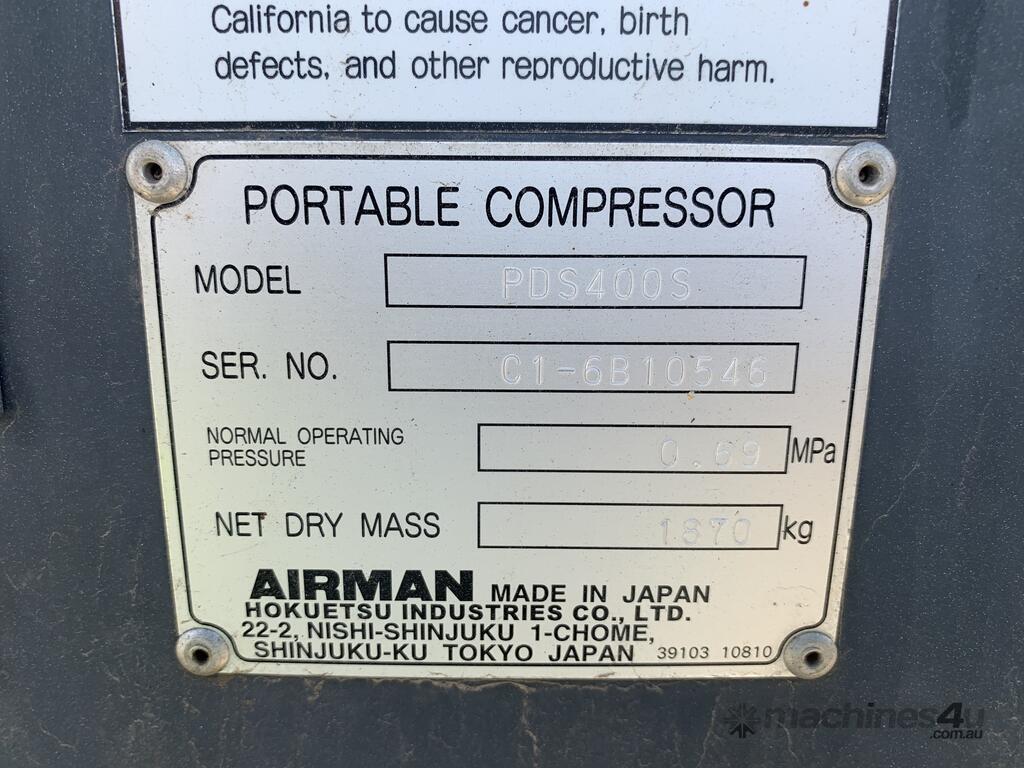 California to cause cancer, birth
defects, and other reproductive harm.
PORTABLE COMPRESSOR
MODEL PDS400S
SER. NO. C1-6B10546
NORMAL OPERATING
PRESSURE 0.69 MPa
NET DRY MASS 1870 kg
AIRMAN MADE IN JAPAN
HOKUETSU INDUSTRIES CO., LTD.
22-2, NISHI-SHINJUKU 1-CHOME,
SHINJUKU-KU TOKYO JAPAN 39103 10810
machines4u
.com.au